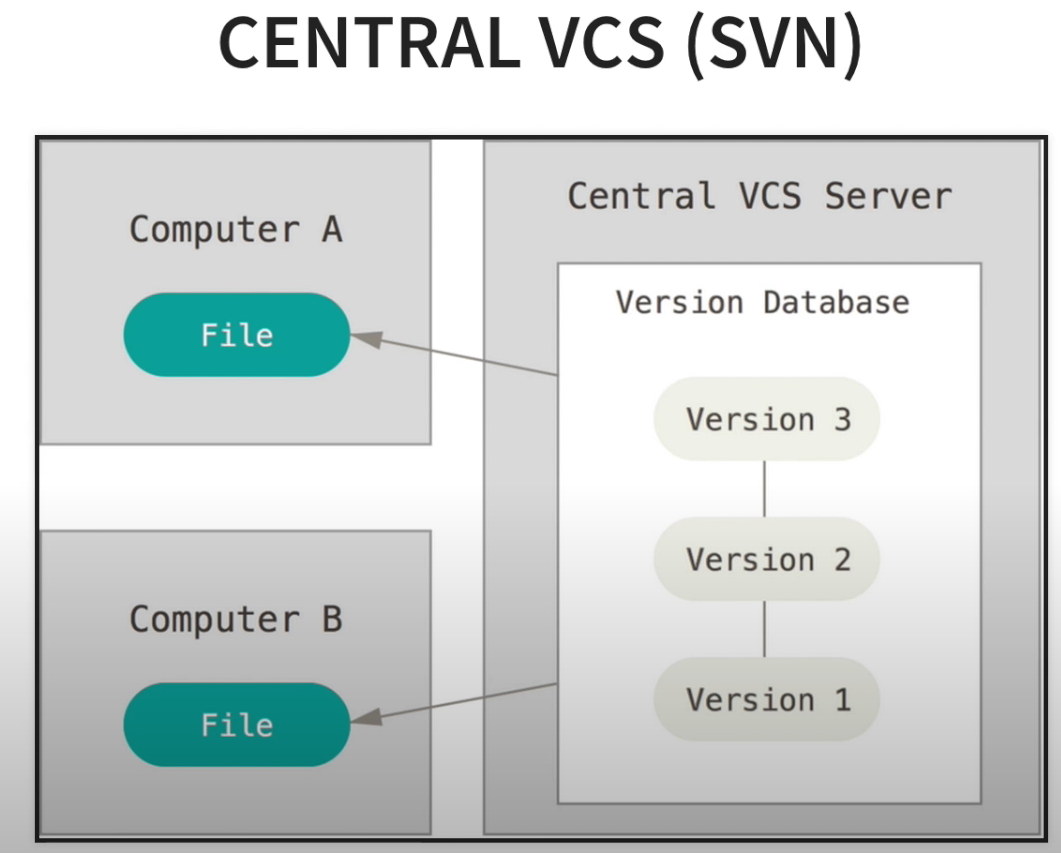 CENTRAL VCS (SVN)
Computer A
File
Computer B
File
Central VCS Server
Version Database
Version 3
Version 2
Version 1